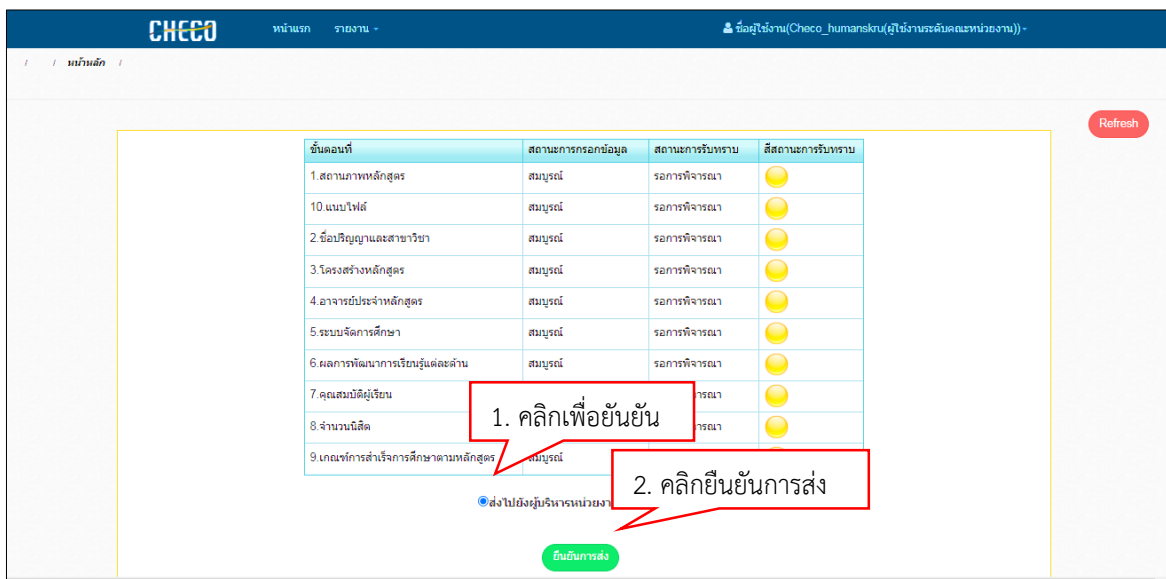 CHECO หน้าแรก รายงาน ชื่อผู้ใช้งาน(Checo_humanskru(ผู้ใช้งานระดับคณะหน่วยงาน))
/ / หน้าหลัก /
Refresh
ขั้นตอนที่ สถานะการกรอกข้อมูล สถานะการรับทราบ สีสถานะการรับทราบ
1.สถานภาพหลักสูตร สมบูรณ์ รอการพิจารณา
10.แนบไฟล์ สมบูรณ์ รอการพิจารณา
2.ชื่อปริญญาและสาขาวิชา สมบูรณ์ รอการพิจารณา
3.โครงสร้างหลักสูตร สมบูรณ์ รอการพิจารณา
4.อาจารย์ประจำหลักสูตร สมบูรณ์ รอการพิจารณา
5.ระบบจัดการศึกษา สมบูรณ์ รอการพิจารณา
6.ผลการพัฒนาการเรียนรู้แต่ละด้าน สมบูรณ์ รอการพิจารณา
7.คุณสมบัติผู้เรียน
1. คลิกเพื่อยันยัน
8.จำนวนนิสิต
9.เกณฑ์การสำเร็จการศึกษาตามหลักสูตร สมบูรณ์
2. คลิกยืนยันการส่ง
ส่งไปยังผู้บริหารหน่วยงา
ยืนยันการส่ง